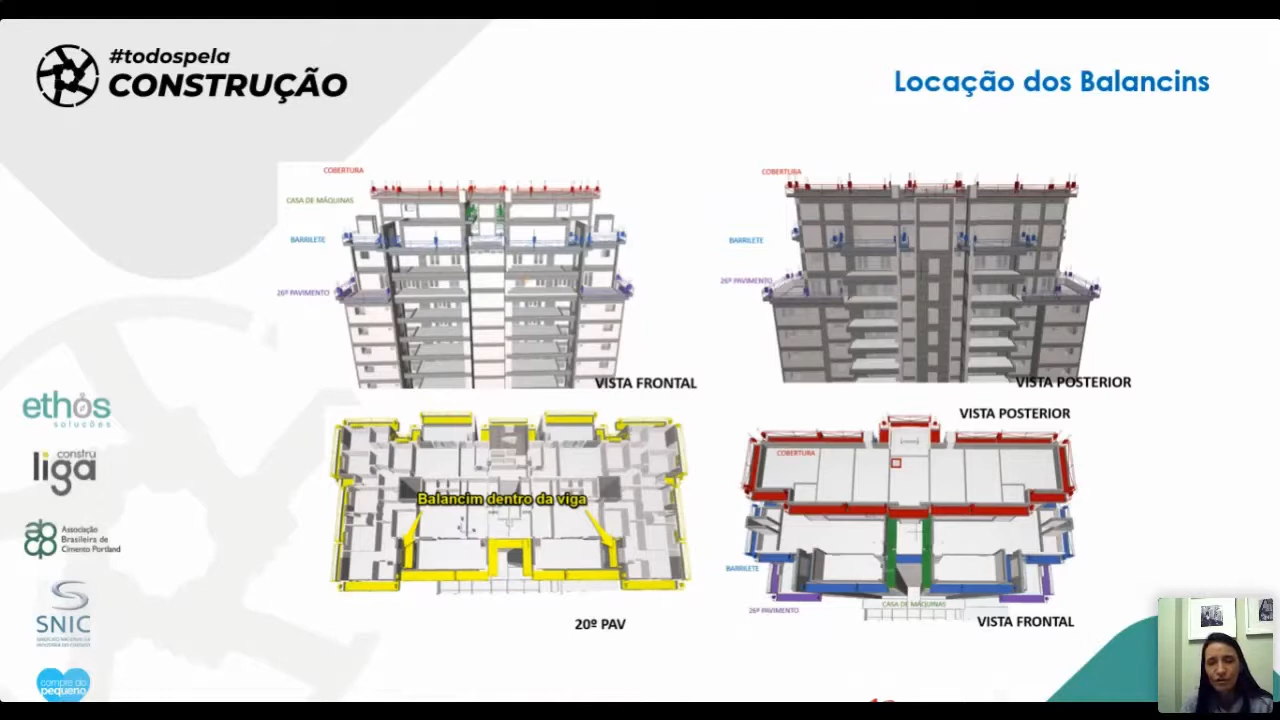 #todospela
CONSTRUÇÃO
Locação dos Balancins
COBERTURA
CASA DE MÁQUINAS
BARRILETE
26º PAVIMENTO
VISTA FRONTAL
COBERTURA
BARRILETE
26º PAVIMENTO
VISTA POSTERIOR
Balancim dentro da viga
20º PAV
VISTA POSTERIOR
COBERTURA
BARRILETE
CASA DE MÁQUINAS
26º PAVIMENTO
VISTA FRONTAL
ethos
soluções
constru
liga
Associação
Brasileira de
Cimento Portland
SNIC
compre do
pequeno